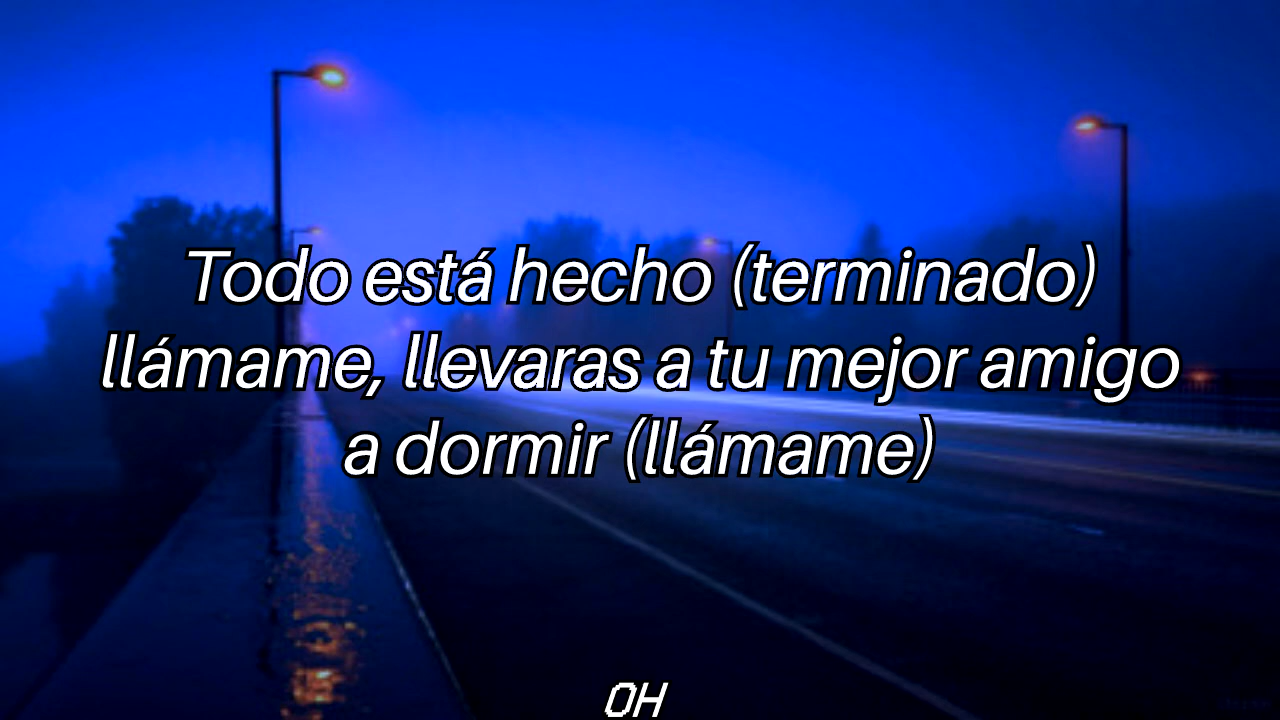 Todo está hecho (terminado)
llámame, llevaras a tu mejor amigo
a dormir (llámame)
OH